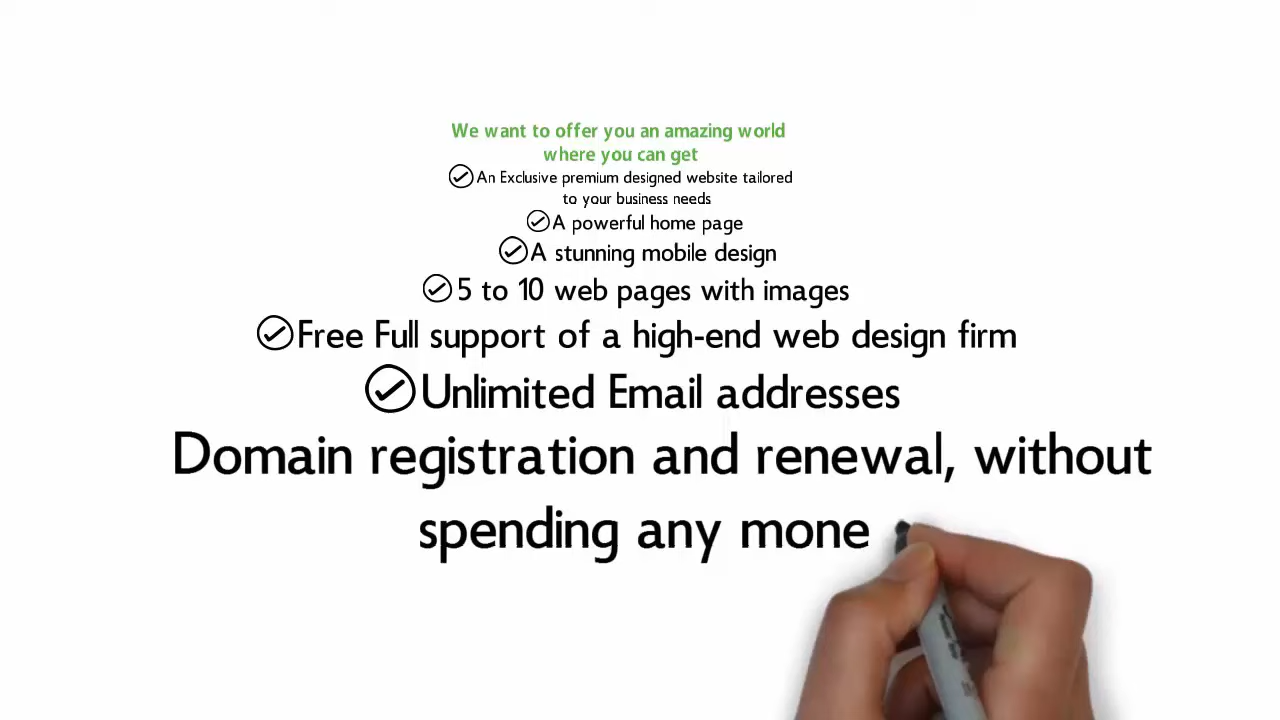 We want to offer you an amazing world
where you can get
An Exclusive premium designed website tailored
to your business needs
A powerful home page
A stunning mobile design
5 to 10 web pages with images
Free Full support of a high-end web design firm
Unlimited Email addresses
Domain registration and renewal, without
spending any mone